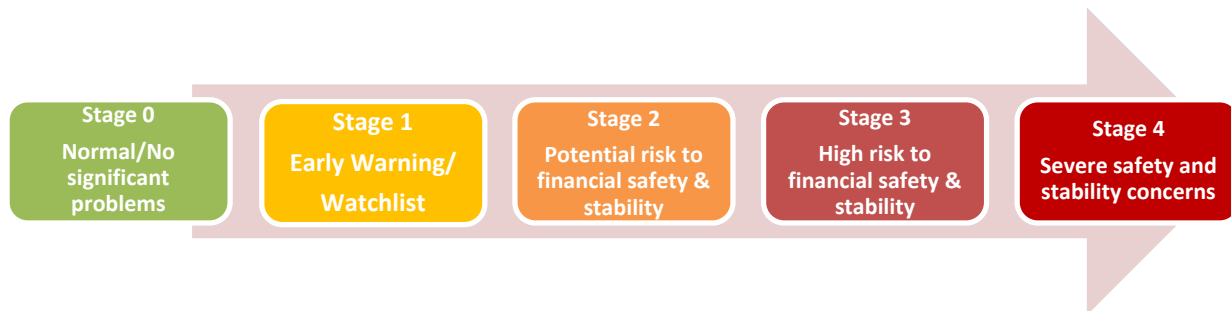 Stage 0
Normal/No
significant
problems
Stage 1
Early Warning/
Watchlist
Stage 2
Potential risk to
financial safety &
stability
Stage 3
High risk to
financial safety &
stability
Stage 4
Severe safety and
stability concerns